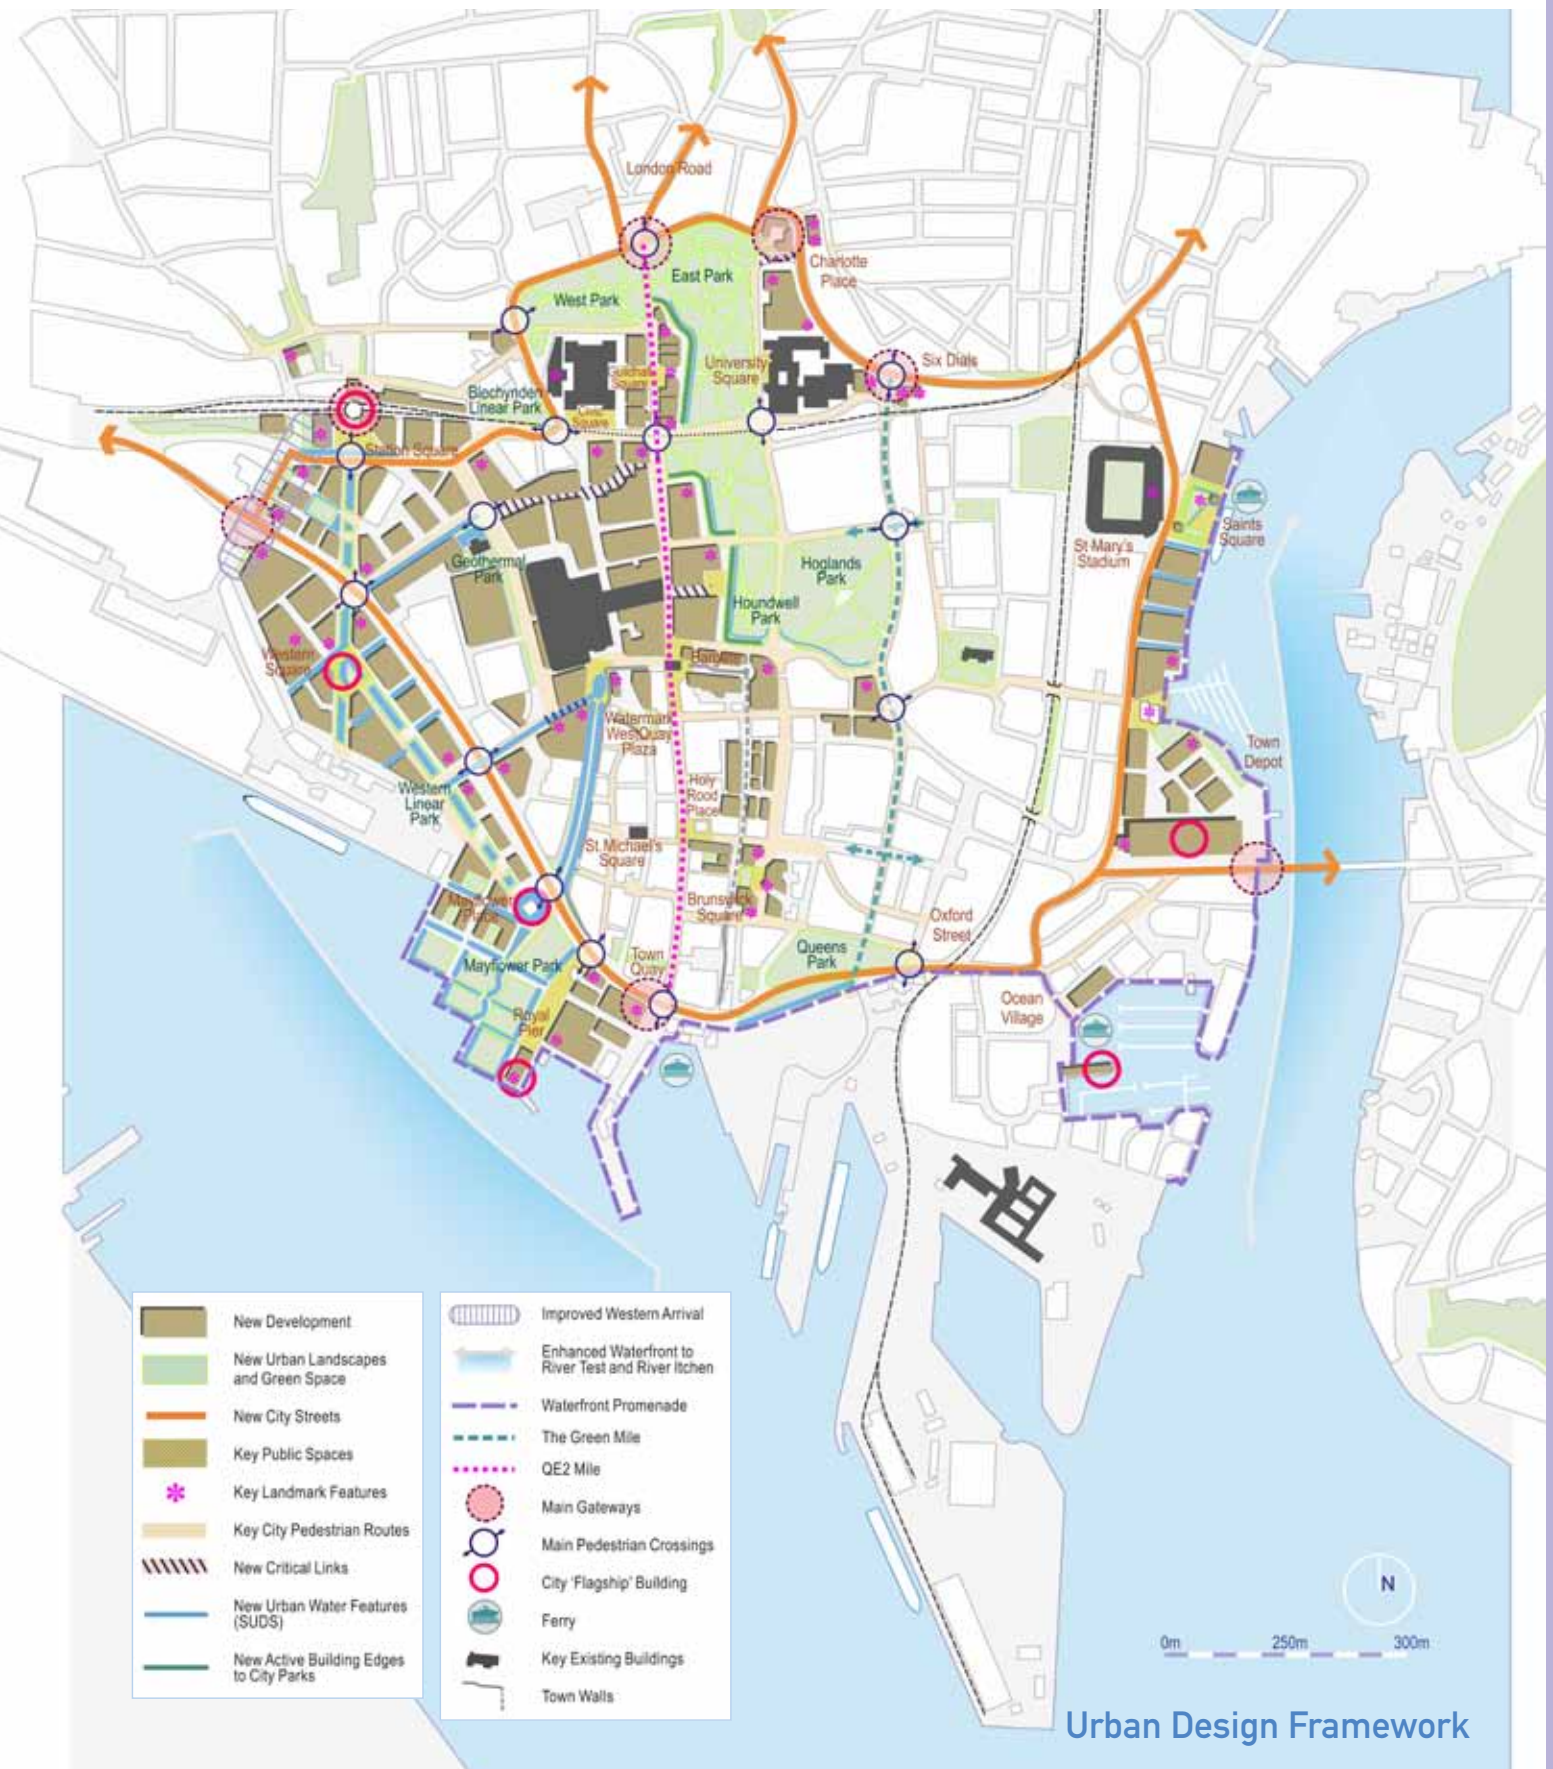 London Road
East Park
Charlotte
Place
West Park
University
Square
Six Dials
Guildhall
Square
Blechynden
Linear Park
Civic
Square
Station Square
Saints
Square
St Mary's
Stadium
Geothermal
Park
Hoglands
Park
Houndwell
Park
Western
Square
Bargate
Watermark
WestQuay
Plaza
Town
Depot
Western
Linear
Park
Holy
Rood
Place
St Michael's
Square
Mayflower
Place
Brunswick
Square
Oxford
Street
Queens
Park
Mayflower Park
Town
Quay
Royal
Pier
Ocean
Village
New Development
New Urban Landscapes
and Green Space
New City Streets
Key Public Spaces
Key Landmark Features
Key City Pedestrian Routes
New Critical Links
New Urban Water Features
(SUDS)
New Active Building Edges
to City Parks
Improved Western Arrival
Enhanced Waterfront to
River Test and River Itchen
Waterfront Promenade
The Green Mile
QE2 Mile
Main Gateways
Main Pedestrian Crossings
City 'Flagship' Building
Ferry
Key Existing Buildings
Town Walls
N
0m 250m 300m
Urban Design Framework